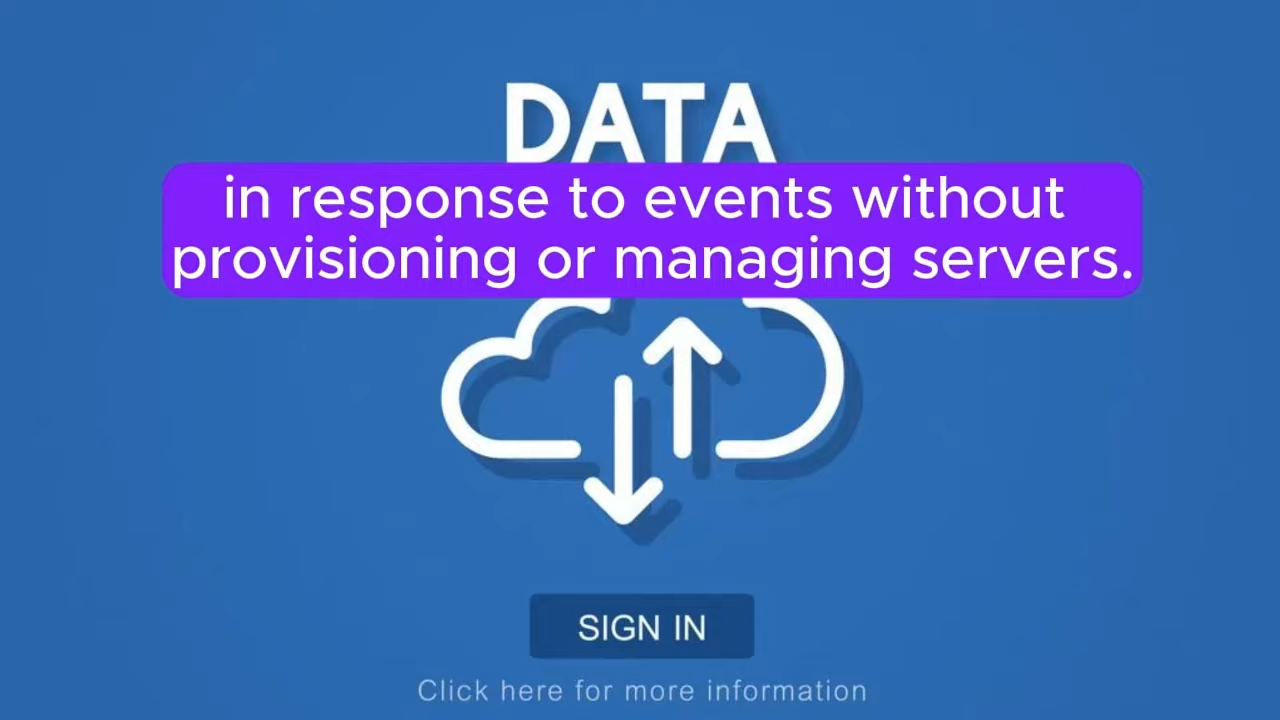 DATA
in response to events without
provisioning or managing servers.
SIGN IN
Click here for more information